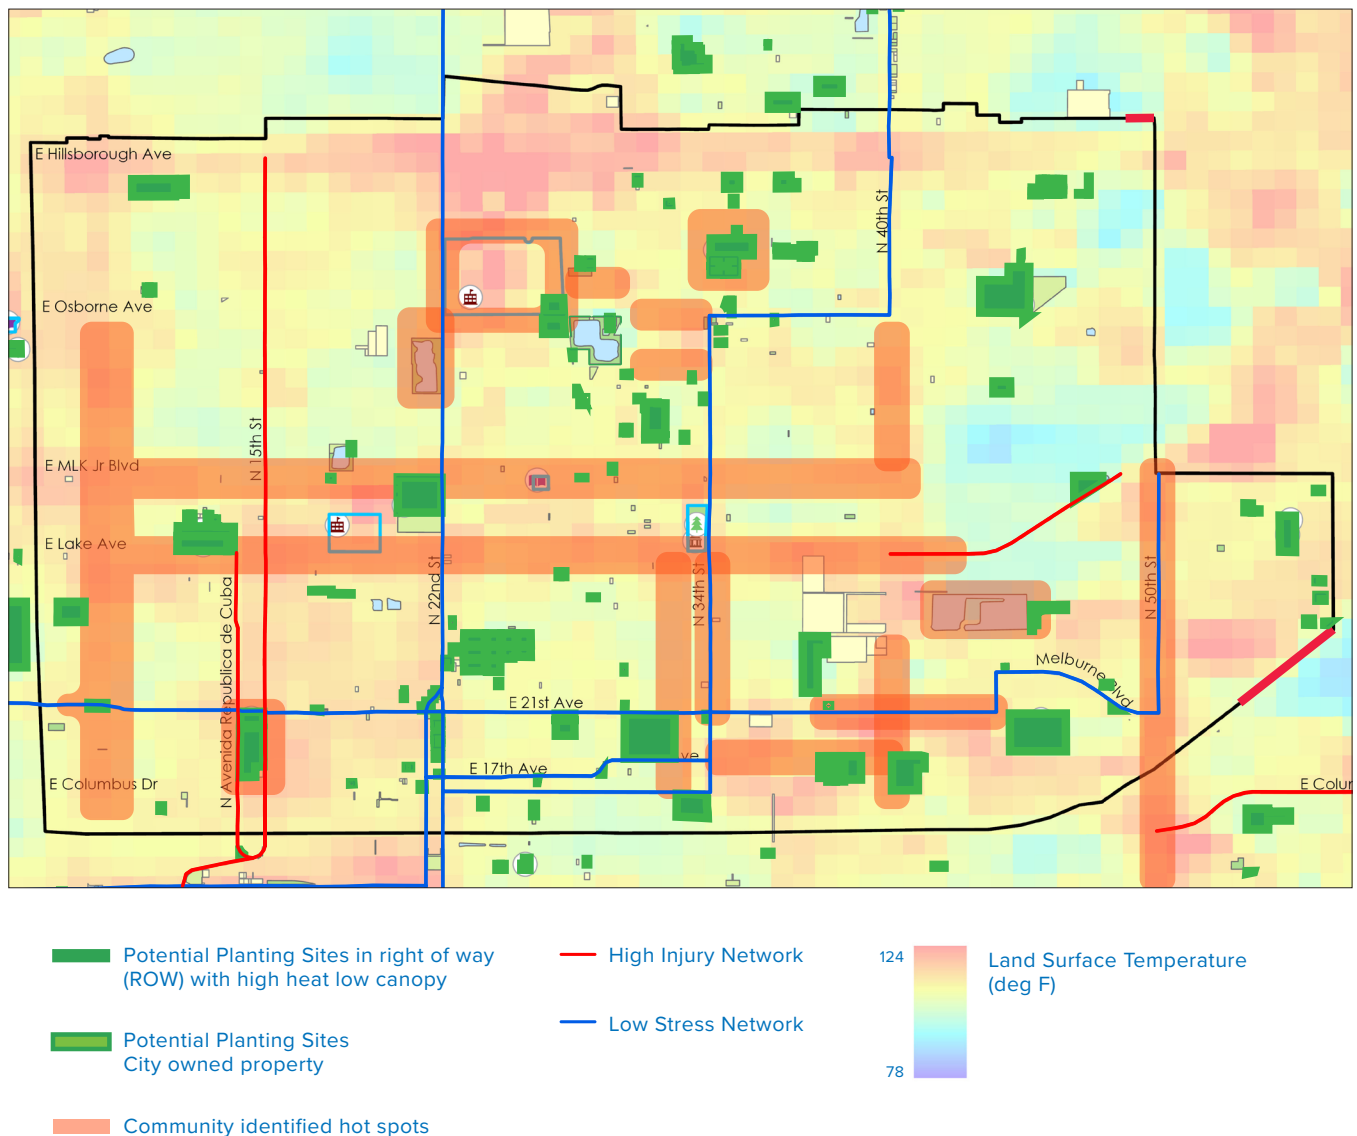 E Hillsborough Ave
N 40th St
E Osborne Ave
N 15th St
E MLK Jr Blvd
E Lake Ave
N 22nd St
N 34th St
N 50th St
N Avenida Republica de Cuba
Melburne Blvd
E 21st Ave
E 17th Ave
E Columbus Dr
E Colur
Potential Planting Sites in right of way
(ROW) with high heat low canopy
Potential Planting Sites
City owned property
Community identified hot spots
High Injury Network
Low Stress Network
124
78
Land Surface Temperature
(deg F)